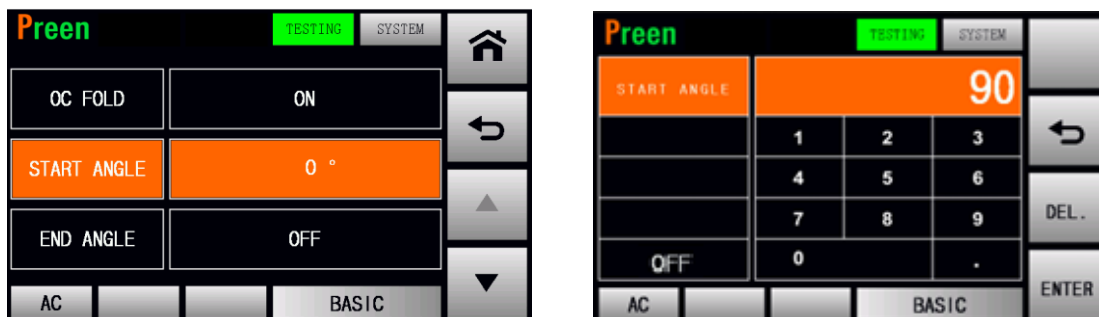 Preen TESTING SYSTEM
OC FOLD ON
START ANGLE 0 °
END ANGLE OFF
AC BASIC
Preen TESTING SYSTEM
START ANGLE 90
1 2 3
4 5 6
7 8 9
DEL.
OFF 0 .
ENTER
AC BASIC